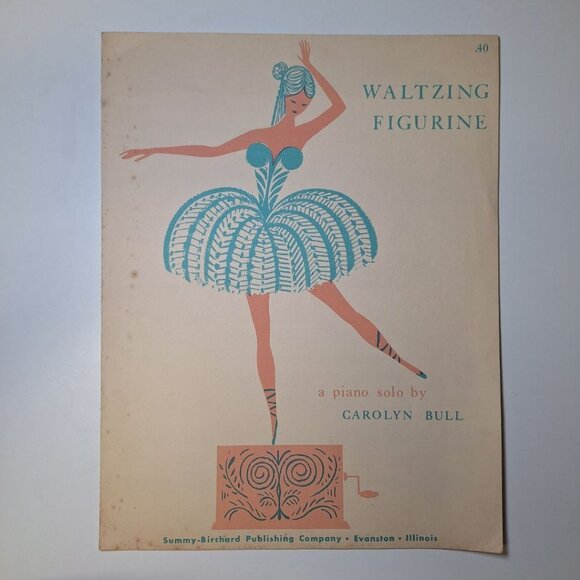 .40
WALTZING
FIGURINE
a piano solo by
CAROLYN BULL
Summy-Birchard Publishing Company • Evanston • Illinois